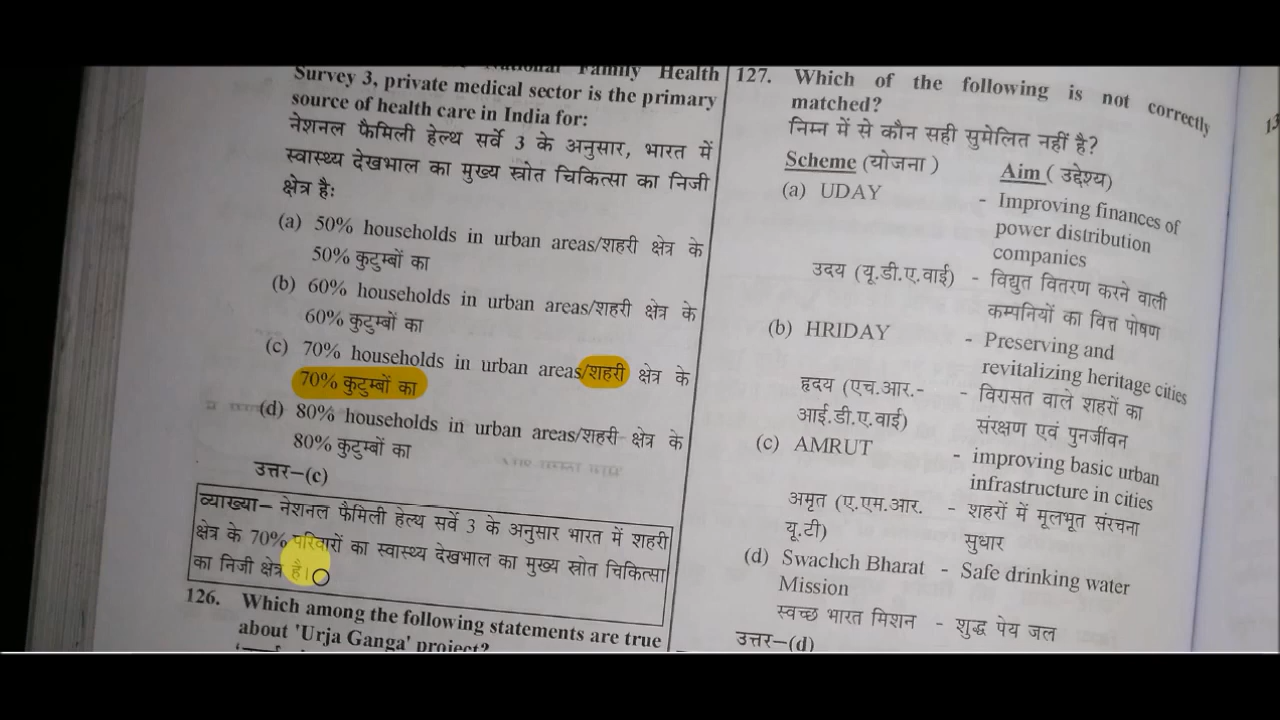 National Family Health
Survey 3, private medical sector is the primary
source of health care in India for:
नेशनल फैमिली हेल्थ सर्वे 3 के अनुसार, भारत में
स्वास्थ्य देखभाल का मुख्य स्रोत चिकित्सा का निजी
क्षेत्र है:
(a) 50% households in urban areas/शहरी क्षेत्र के
50% कुटुम्बों का
(b) 60% households in urban areas/शहरी क्षेत्र के
60% कुटुम्बों का
(c) 70% households in urban areas/शहरी क्षेत्र के
70% कुटुम्बों का
(d) 80% households in urban areas/शहरी क्षेत्र के
80% कुटुम्बों का
उत्तर–(c)
व्याख्या– नेशनल फैमिली हेल्थ सर्वे 3 के अनुसार भारत में शहरी
क्षेत्र के 70% परिवारों का स्वास्थ्य देखभाल का मुख्य स्रोत चिकित्सा
का निजी क्षेत्र है।
126. Which among the following statements are true
about 'Urja Ganga' project?
127. Which of the following is not correctly
matched?
निम्न में से कौन सही सुमेलित नहीं है?
Scheme (योजना ) Aim ( उद्देश्य)
(a) UDAY - Improving finances of
power distribution
companies
उदय (यू.डी.ए.वाई) - विद्युत वितरण करने वाली
कम्पनियों का वित्त पोषण
(b) HRIDAY - Preserving and
revitalizing heritage cities
हृदय (एच.आर.- - विरासत वाले शहरों का
आई.डी.ए.वाई) संरक्षण एवं पुनर्जीवन
(c) AMRUT - improving basic urban
infrastructure in cities
अमृत (ए.एम.आर. - शहरों में मूलभूत संरचना
यू.टी) सुधार
(d) Swachch Bharat - Safe drinking water
Mission
स्वच्छ भारत मिशन - शुद्ध पेय जल
उत्तर–(d)